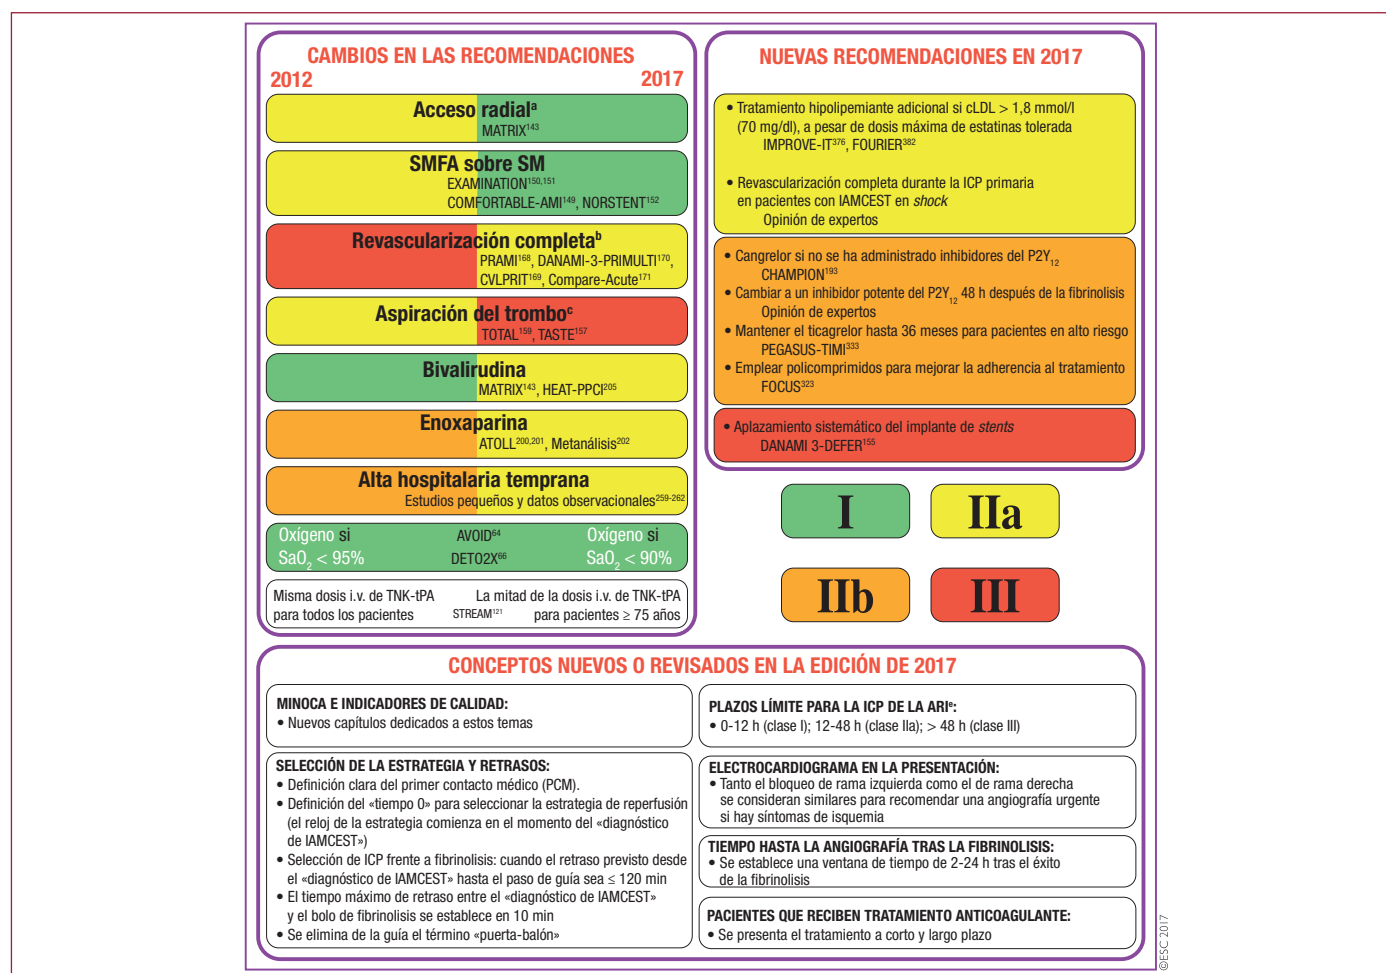 CAMBIOS EN LAS RECOMENDACIONES
2012 2017
Acceso radialᵃ
MATRIX¹⁴³
SMFA sobre SM
EXAMINATION¹⁵⁰,¹⁵¹
COMFORTABLE-AMI¹⁴⁹, NORSTENT¹⁵²
Revascularización completaᵇ
PRAMI¹⁶⁸, DANAMI-3-PRIMULTI¹⁷⁰,
CVLPRIT¹⁶⁹, Compare-Acute¹⁷¹
Aspiración del tromboᶜ
TOTAL¹⁵⁹, TASTE¹⁵⁷
Bivalirudina
MATRIX¹⁴³, HEAT-PPCI²⁰⁵
Enoxaparina
ATOLL²⁰⁰,²⁰¹, Metanálisis²⁰²
Alta hospitalaria temprana
Estudios pequeños y datos observacionales²⁵⁹⁻²⁶²
Oxígeno si AVOID⁶⁴ Oxígeno si
SaO₂ < 95% DETO2X⁶⁶ SaO₂ < 90%
Misma dosis i.v. de TNK-tPA La mitad de la dosis i.v. de TNK-tPA
para todos los pacientes STREAM¹²¹ para pacientes ≥ 75 años
NUEVAS RECOMENDACIONES EN 2017
• Tratamiento hipolipemiante adicional si cLDL > 1,8 mmol/l
(70 mg/dl), a pesar de dosis máxima de estatinas tolerada
IMPROVE-IT³⁷⁶, FOURIER³⁸²
• Revascularización completa durante la ICP primaria
en pacientes con IAMCEST en shock
Opinión de expertos
• Cangrelor si no se ha administrado inhibidores del P2Y₁₂
CHAMPION¹⁹³
• Cambiar a un inhibidor potente del P2Y₁₂ 48 h después de la fibrinolisis
Opinión de expertos
• Mantener el ticagrelor hasta 36 meses para pacientes en alto riesgo
PEGASUS-TIMI³³³
• Emplear policomprimidos para mejorar la adherencia al tratamiento
FOCUS³²³
• Aplazamiento sistemático del implante de stents
DANAMI 3-DEFER¹⁵⁵
I IIa
IIb III
CONCEPTOS NUEVOS O REVISADOS EN LA EDICIÓN DE 2017
MINOCA E INDICADORES DE CALIDAD:
• Nuevos capítulos dedicados a estos temas
SELECCIÓN DE LA ESTRATEGIA Y RETRASOS:
• Definición clara del primer contacto médico (PCM).
• Definición del «tiempo 0» para seleccionar la estrategia de reperfusión
(el reloj de la estrategia comienza en el momento del «diagnóstico
de IAMCEST»)
• Selección de ICP frente a fibrinolisis: cuando el retraso previsto desde
el «diagnóstico de IAMCEST» hasta el paso de guía sea ≤ 120 min
• El tiempo máximo de retraso entre el «diagnóstico de IAMCEST»
y el bolo de fibrinolisis se establece en 10 min
• Se elimina de la guía el término «puerta-balón»
PLAZOS LÍMITE PARA LA ICP DE LA ARIᵉ:
• 0-12 h (clase I); 12-48 h (clase IIa); > 48 h (clase III)
ELECTROCARDIOGRAMA EN LA PRESENTACIÓN:
• Tanto el bloqueo de rama izquierda como el de rama derecha
se consideran similares para recomendar una angiografía urgente
si hay síntomas de isquemia
TIEMPO HASTA LA ANGIOGRAFÍA TRAS LA FIBRINOLISIS:
• Se establece una ventana de tiempo de 2-24 h tras el éxito
de la fibrinolisis
PACIENTES QUE RECIBEN TRATAMIENTO ANTICOAGULANTE:
• Se presenta el tratamiento a corto y largo plazo
©ESC 2017